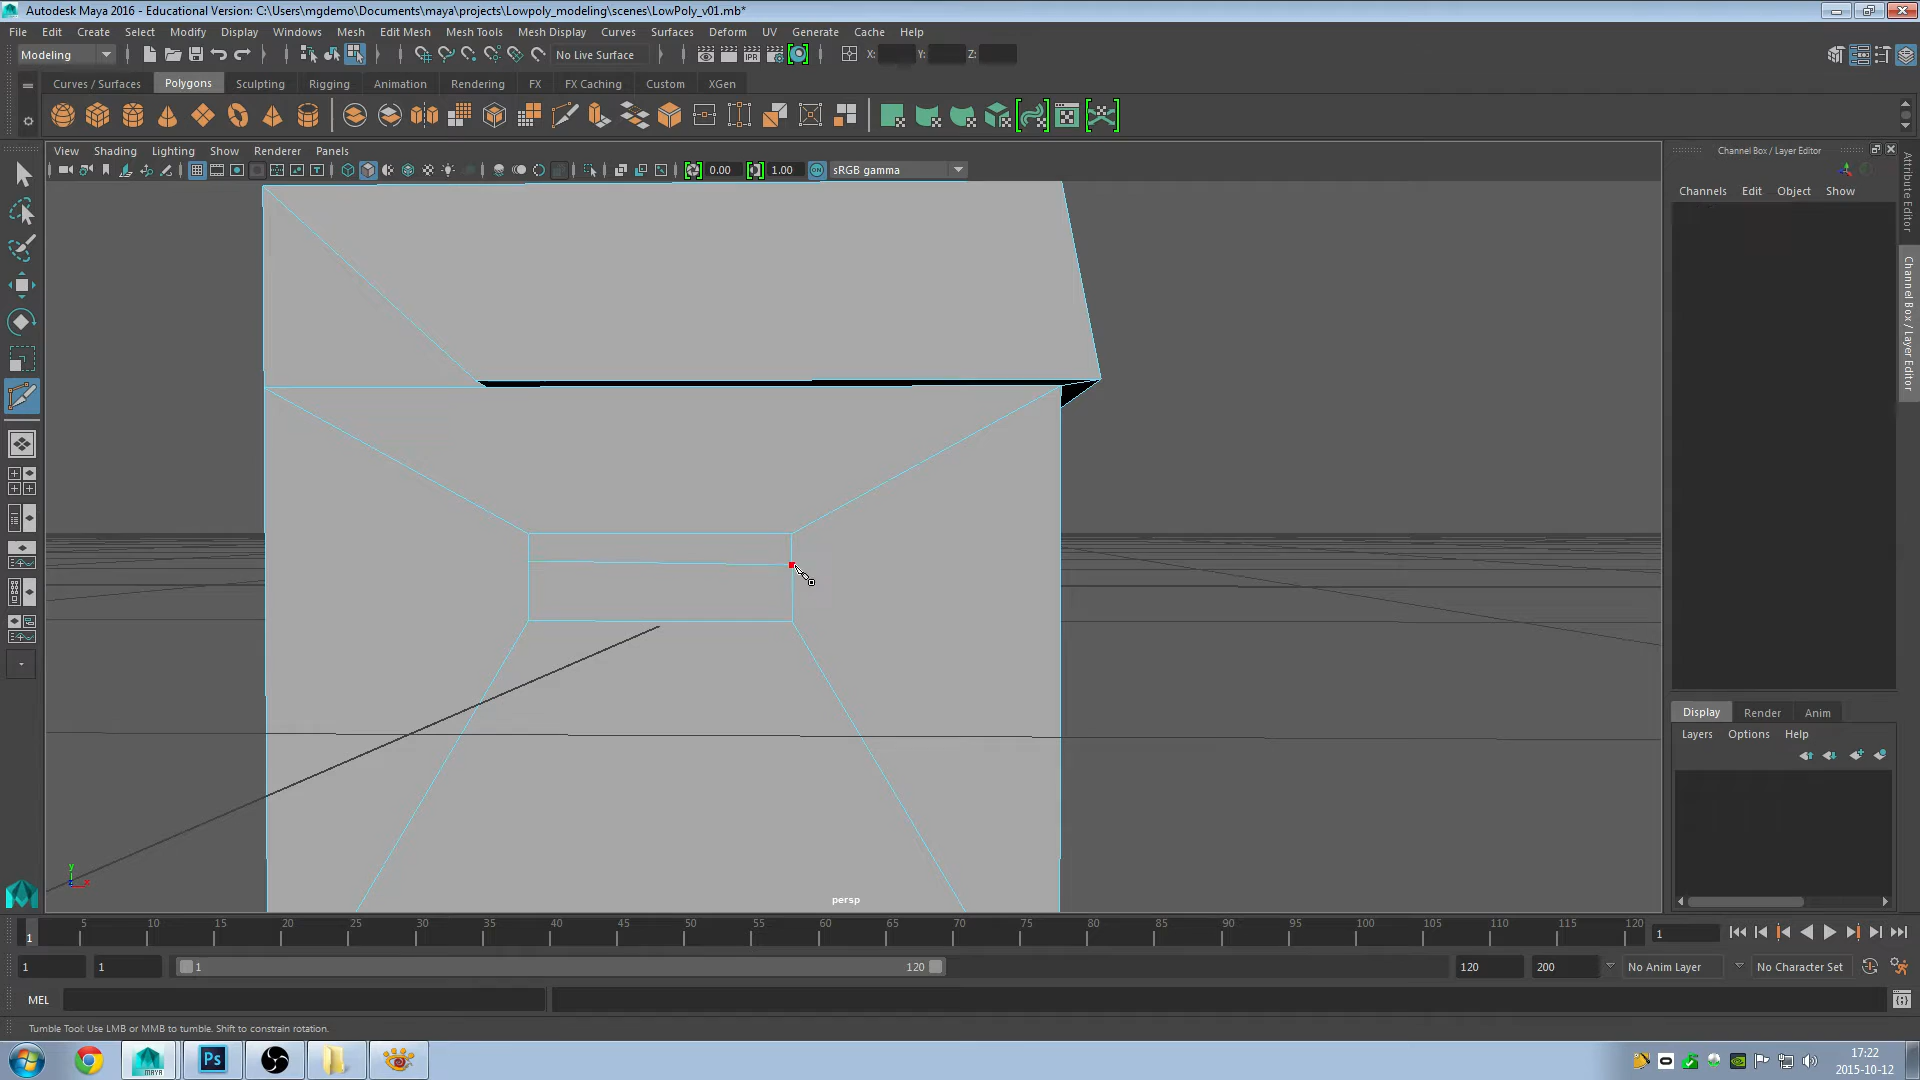 Autodesk Maya 2016 - Educational Version: C:\Users\mgdemo\Documents\maya\projects\Lowpoly_modeling\scenes\LowPoly_v01.mb*
File Edit Create Select Modify Display Windows Mesh Edit Mesh Mesh Tools Mesh Display Curves Surfaces Deform UV Generate Cache Help
Modeling No Live Surface IPR X: Y: Z:
Curves / Surfaces Polygons Sculpting Rigging Animation Rendering FX FX Caching Custom XGen
View Shading Lighting Show Renderer Panels
0.00 1.00 ON sRGB gamma
Channel Box / Layer Editor
Channels Edit Object Show
Attribute Editor
Channel Box / Layer Editor
Display Render Anim
Layers Options Help
y
x
persp
5 10 15 20 25 30 35 40 45 50 55 60 65 70 75 80 85 90 95 100 105 110 115 120
1 1
1 1 1 120 120 200 No Anim Layer No Character Set
MEL
Tumble Tool: Use LMB or MMB to tumble. Shift to constrain rotation.
MAYA Ps
17:22
2015-10-12